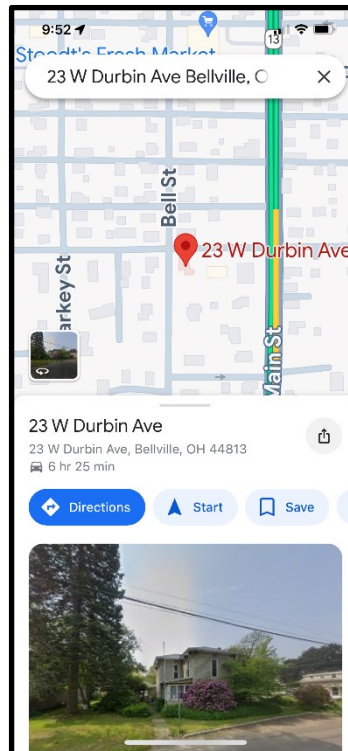 9:52
Stoodt's Fresh Market
13
23 W Durbin Ave Bellville, O
Bell St
23 W Durbin Ave
arkey St
Main St
23 W Durbin Ave
23 W Durbin Ave, Bellville, OH 44813
6 hr 25 min
Directions
Start
Save